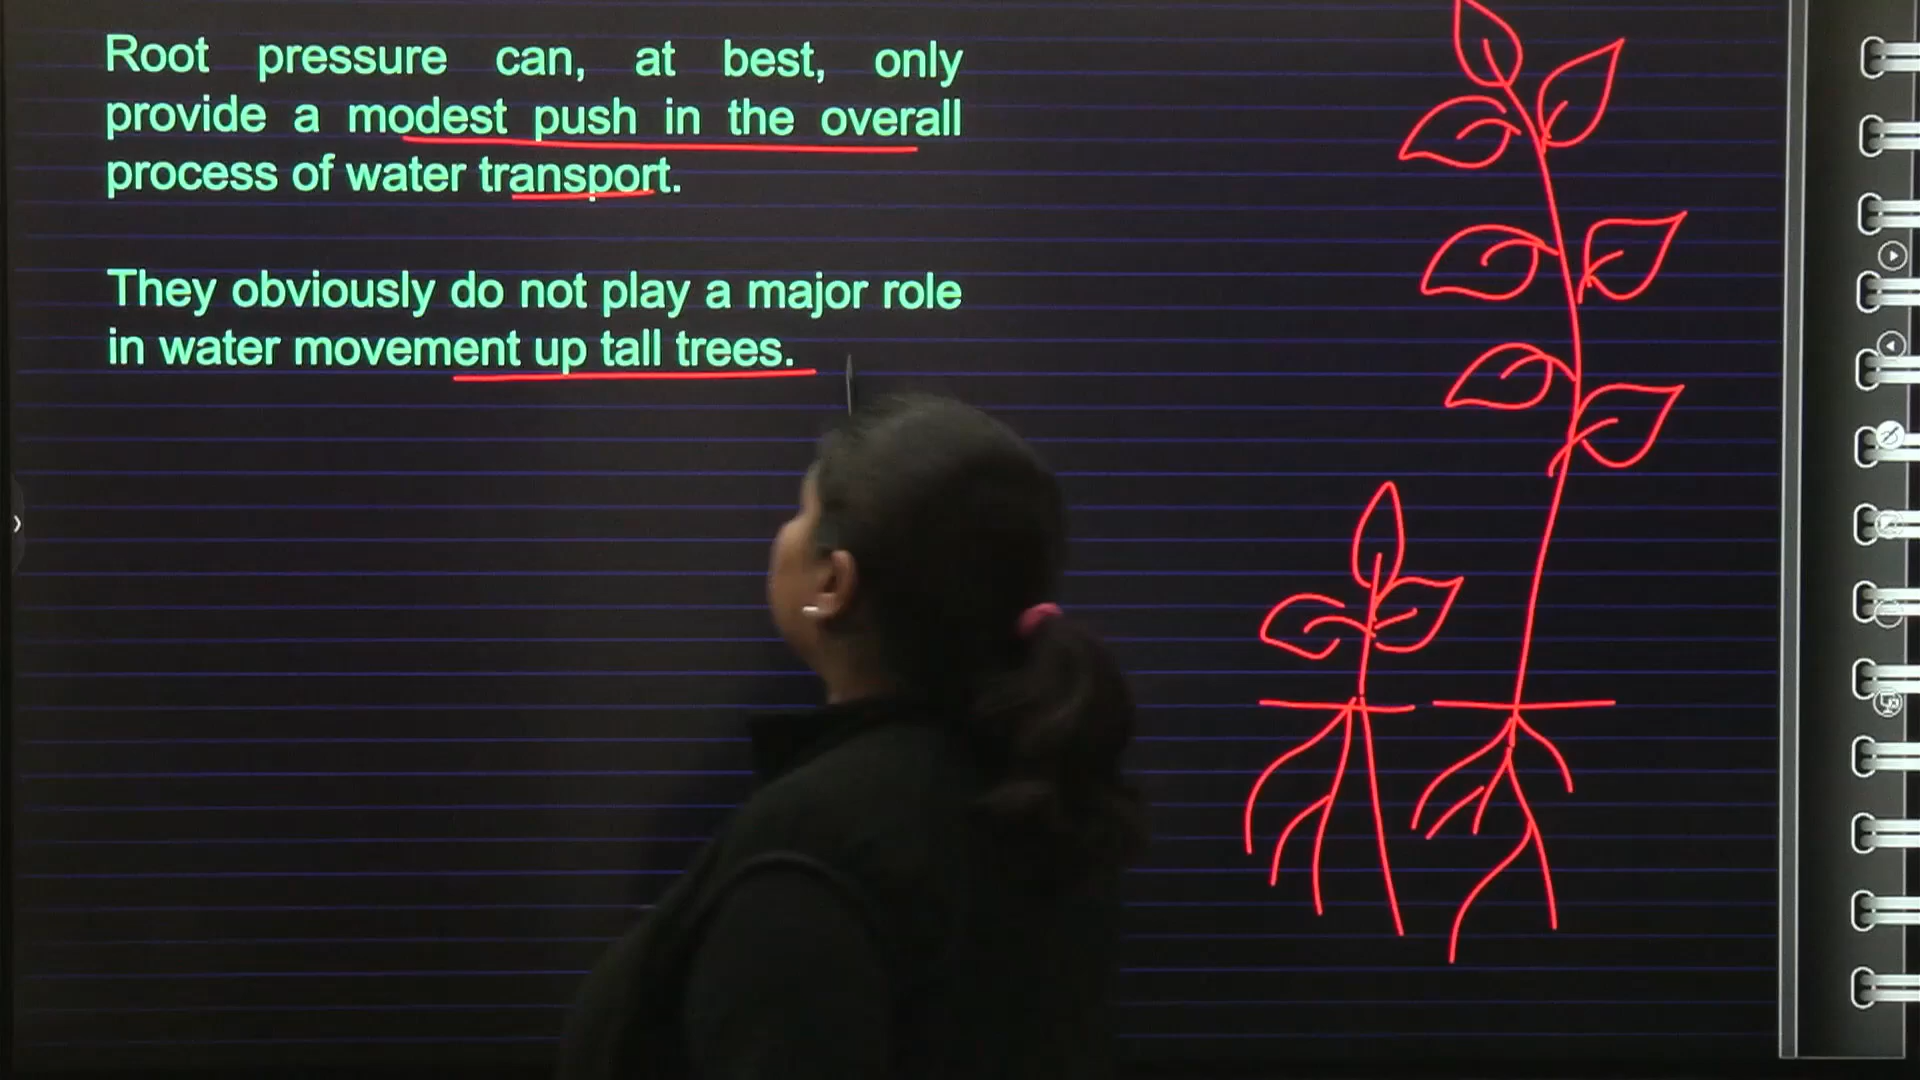 Root pressure can, at best, only
provide a modest push in the overall
process of water transport.
They obviously do not play a major role
in water movement up tall trees.